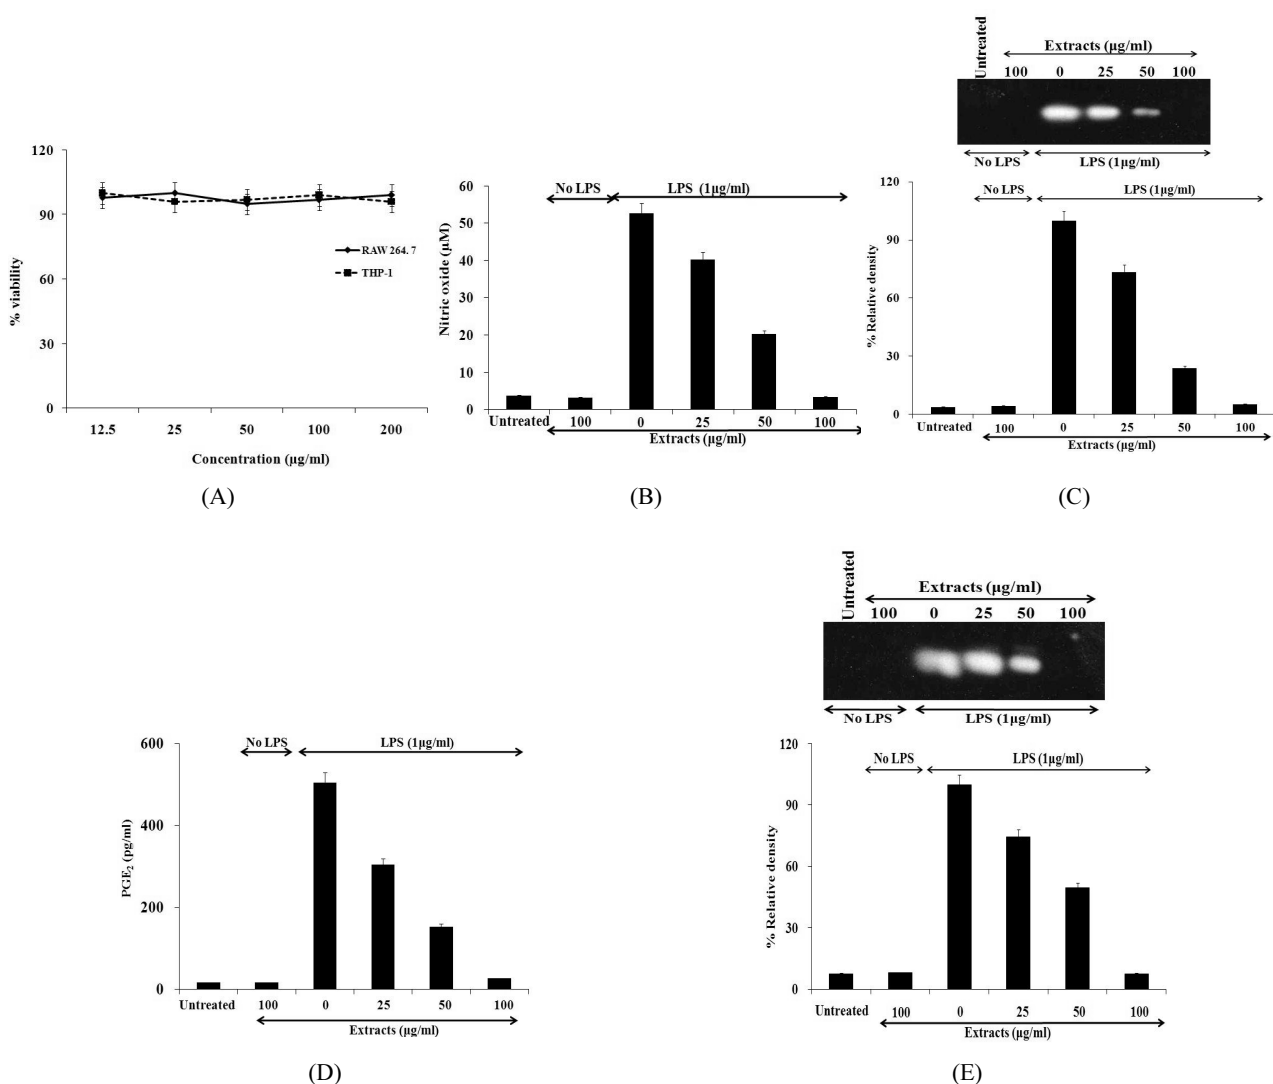 120
90
60
30
0
% viability
RAW 264.7
THP-1
12.5 25 50 100 200
Concentration (µg/ml)
(A)
60
50
40
30
20
10
0
Nitric oxide (µM)
No LPS LPS (1µg/ml)
Untreated 100 0 25 50 100
Extracts (µg/ml)
(B)
Untreated
Extracts (µg/ml)
100 0 25 50 100
No LPS LPS (1µg/ml)
120
90
60
30
0
% Relative density
No LPS LPS (1µg/ml)
Untreated 100 0 25 50 100
Extracts (µg/ml)
(C)
600
400
200
0
PGE₂ (pg/ml)
No LPS LPS (1µg/ml)
Untreated 100 0 25 50 100
Extracts (µg/ml)
(D)
Untreated
Extracts (µg/ml)
100 0 25 50 100
No LPS LPS (1µg/ml)
120
90
60
30
0
% Relative density
No LPS LPS (1µg/ml)
Untreated 100 0 25 50 100
Extracts (µg/ml)
(E)